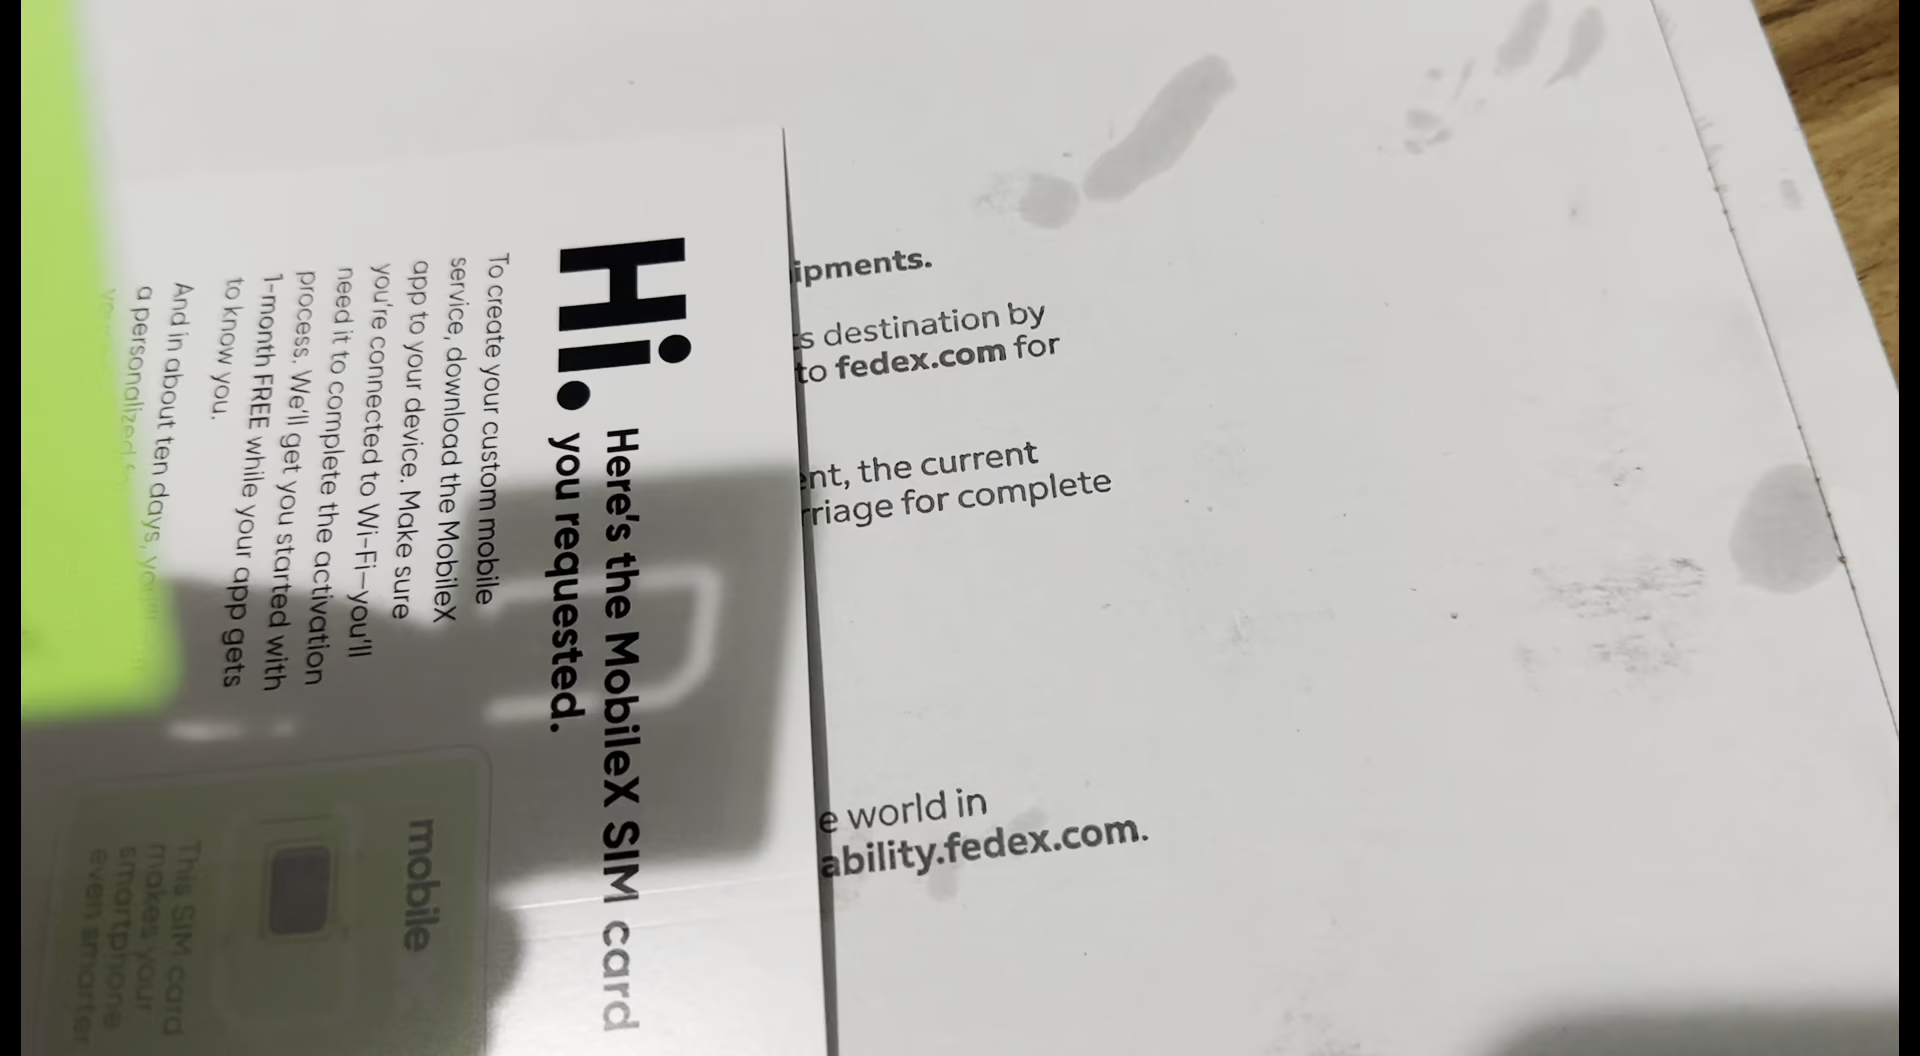 Hi.
Here's the MobileX SIM card
you requested.
To create your custom mobile
service, download the MobileX
app to your device. Make sure
you're connected to Wi-Fi—you'll
need it to complete the activation
process. We'll get you started with
1-month FREE while your app gets
to know you.
And in about ten days, you'll
a personalized
mobile
This SIM card
makes your
smartphone
even smarter
ipments.
s destination by
to fedex.com for
nt, the current
rriage for complete
e world in
ability.fedex.com.